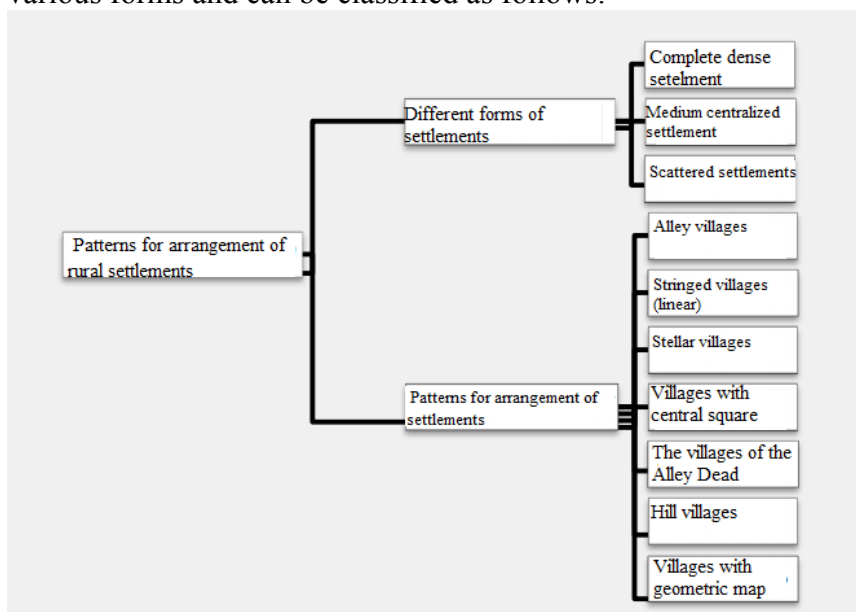 various forms and can be classified as follows:
Complete dense
setelment
Different forms of
settlements
Medium centralized
settlement
Scattered settlements
Patterns for arrangement of
rural settlements
Alley villages
Stringed villages
(linear)
Stellar villages
Patterns for arrangement of
settlements
Villages with
central square
The villages of the
Alley Dead
Hill villages
Villages with
geometric map